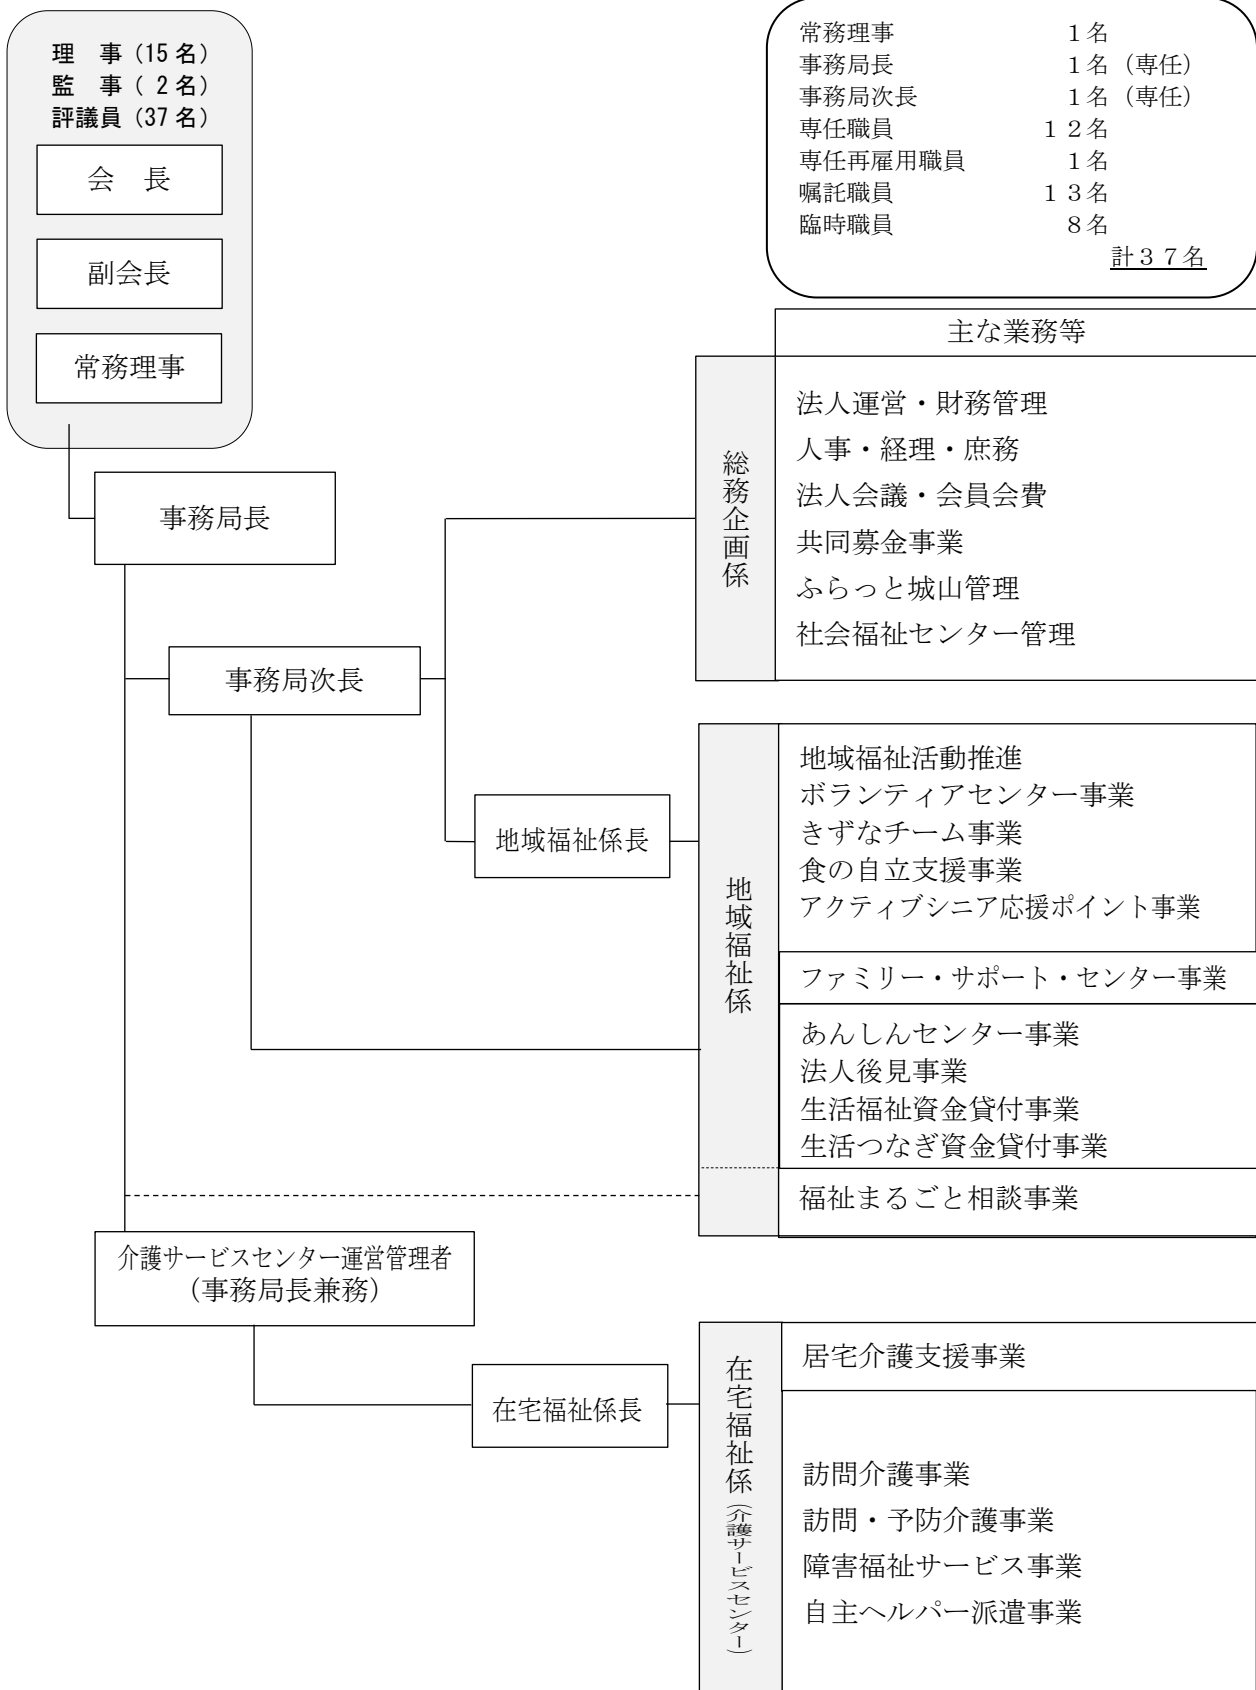 理　事（15 名）
監　事（ 2 名）
評議員（37 名）
会　長
副会長
常務理事
常務理事　１名
事務局長　１名（専任）
事務局次長　１名（専任）
専任職員　１２名
専任再雇用職員　１名
嘱託職員　１３名
臨時職員　８名
計３７名
主な業務等
事務局長
総務企画係
法人運営・財務管理
人事・経理・庶務
法人会議・会員会費
共同募金事業
ふらっと城山管理
社会福祉センター管理
事務局次長
地域福祉係長
地域福祉係
地域福祉活動推進
ボランティアセンター事業
きずなチーム事業
食の自立支援事業
アクティブシニア応援ポイント事業
ファミリー・サポート・センター事業
あんしんセンター事業
法人後見事業
生活福祉資金貸付事業
生活つなぎ資金貸付事業
福祉まるごと相談事業
介護サービスセンター運営管理者
（事務局長兼務）
在宅福祉係長
在宅福祉係（介護サービスセンター）
居宅介護支援事業
訪問介護事業
訪問・予防介護事業
障害福祉サービス事業
自主ヘルパー派遣事業